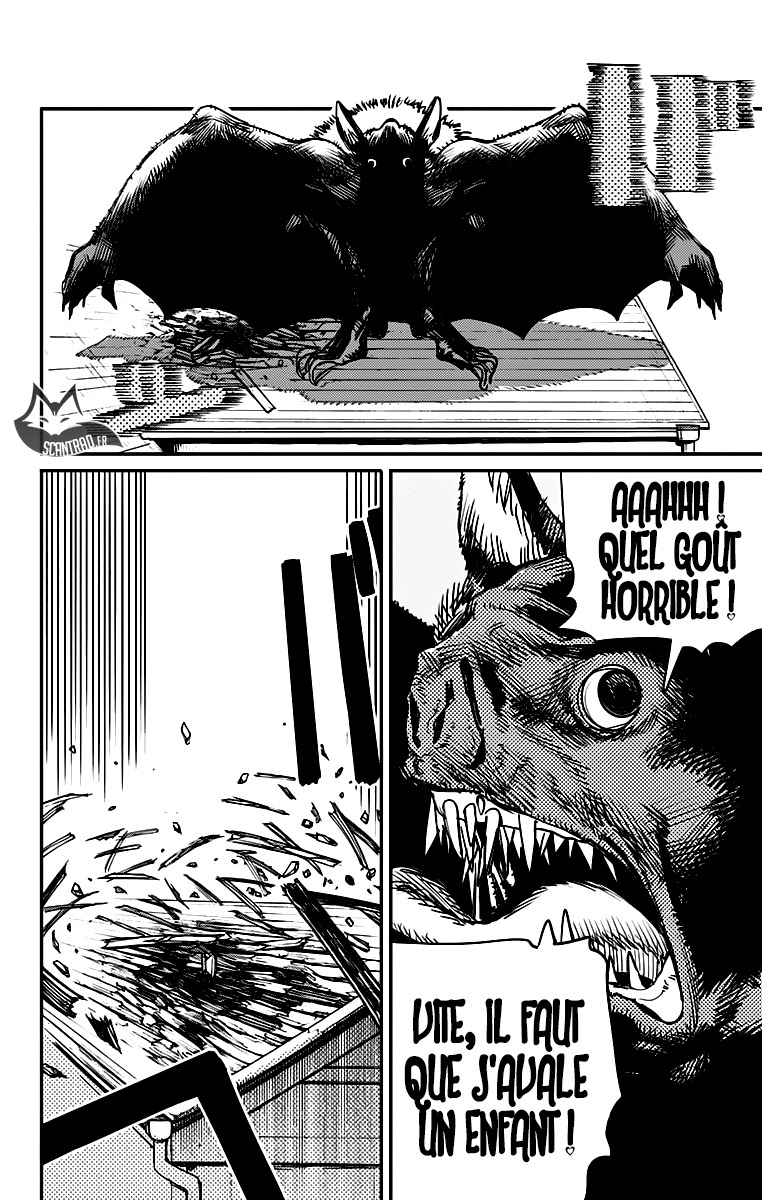 SCANTRAD.FR
AAAHHH !
QUEL GOÛT
HORRIBLE !
VITE, IL FAUT
QUE J'AVALE
UN ENFANT !